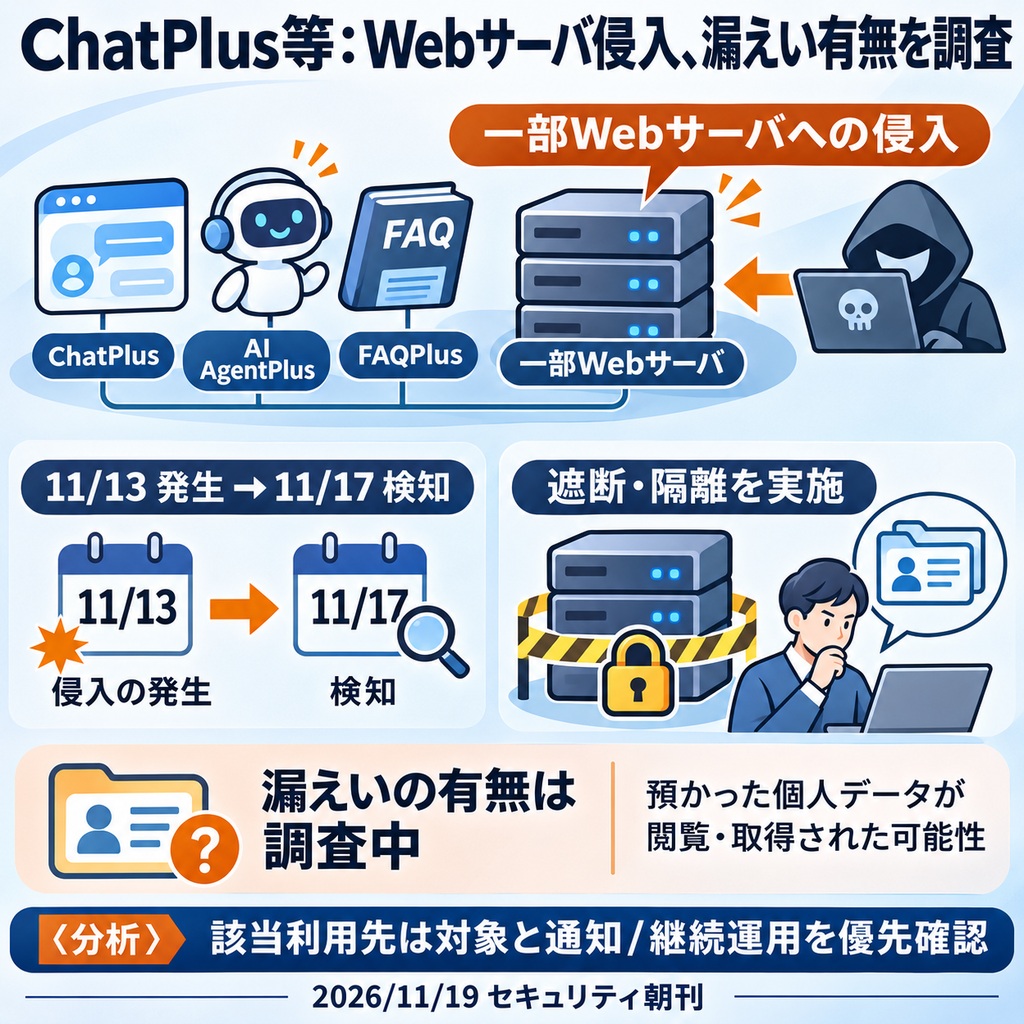 ChatPlus等：Webサーバ侵入、漏えい有無を調査
一部Webサーバへの侵入
FAQ
ChatPlus
AI
AgentPlus
FAQPlus
一部Webサーバ
11/13 発生→11/17 検知
11/13
11/17
侵入の発生
検知
遮断・隔離を実施
漏えいの有無は
調査中
?
預かった個人データが
閲覧・取得された可能性
〈分析〉
該当利用先は対象と通知/継続運用を優先確認
2026/11/19 セキュリティ朝刊